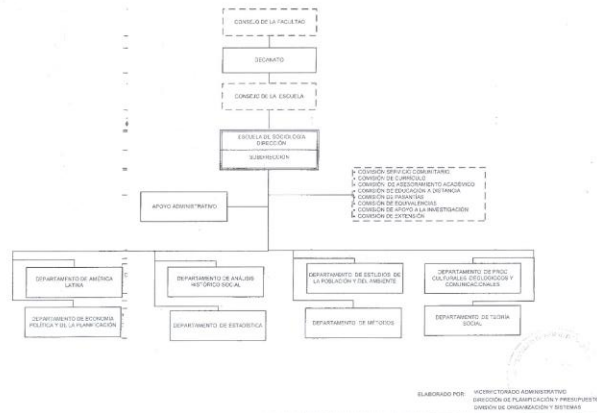 CONSEJO DE LA FACULTAD
DECANATO
CONSEJO DE LA ESCUELA
ESCUELA DE SOCIOLOGÍA
DIRECCIÓN
SUBDIRECCIÓN
• COMISIÓN SERVICIO COMUNITARIO
• COMISIÓN DE CURRÍCULO
• COMISIÓN DE ASESORAMIENTO ACADÉMICO
• COMISIÓN DE EDUCACIÓN A DISTANCIA
• COMISIÓN DE PASANTÍAS
• COMISIÓN DE EQUIVALENCIAS
• COMISIÓN DE APOYO A LA INVESTIGACIÓN
• COMISIÓN DE EXTENSIÓN
APOYO ADMINISTRATIVO
DEPARTAMENTO DE AMÉRICA
LATINA
DEPARTAMENTO DE ANÁLISIS
HISTÓRICO SOCIAL
DEPARTAMENTO DE ESTUDIOS DE
LA POBLACIÓN Y DEL AMBIENTE
DEPARTAMENTO DE PROC
CULTURALES IDEOLÓGICOS Y
COMUNICACIONALES
DEPARTAMENTO DE ECONOMÍA
POLÍTICA Y DE LA PLANIFICACIÓN
DEPARTAMENTO DE ESTADÍSTICA
DEPARTAMENTO DE MÉTODOS
DEPARTAMENTO DE TEORÍA
SOCIAL
ELABORADO POR: VICERECTORADO ADMINISTRATIVO
DIRECCIÓN DE PLANIFICACIÓN Y PRESUPUEST
DIVISIÓN DE ORGANIZACIÓN Y SISTEMAS